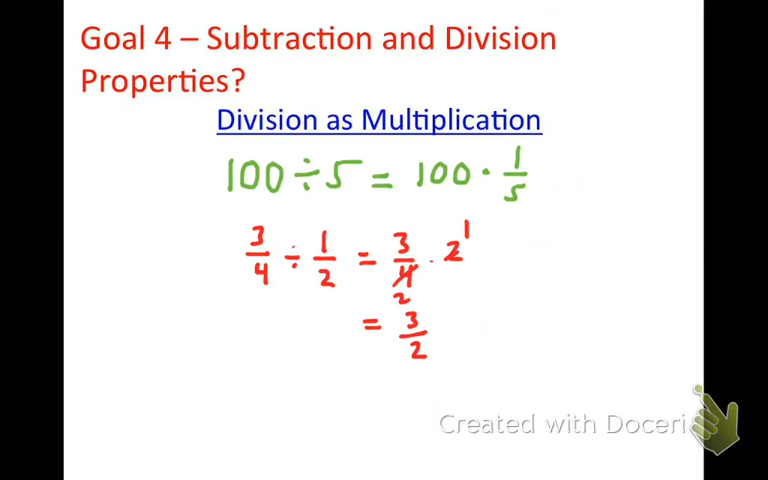 Goal 4 – Subtraction and Division
Properties?
Division as Multiplication
100 ÷ 5 = 100 · 1/5
3/4 ÷ 1/2 = 3/4 · 2 1
2
= 3/2
Created with Doceri